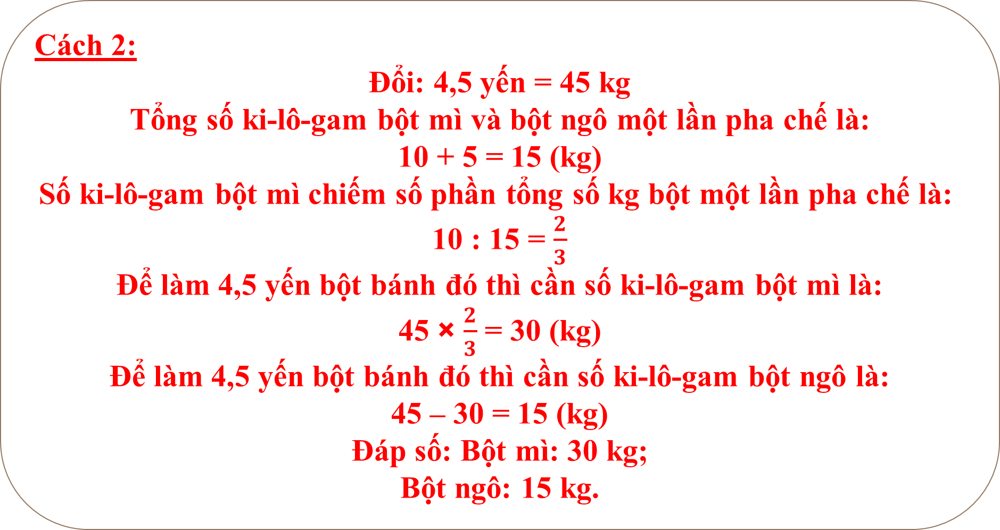 Cách 2:
Đổi: 4,5 yến = 45 kg
Tổng số ki-lô-gam bột mì và bột ngô một lần pha chế là:
10 + 5 = 15 (kg)
Số ki-lô-gam bột mì chiếm số phần tổng số kg bột một lần pha chế là:
10 : 15 = 2/3
Để làm 4,5 yến bột bánh đó thì cần số ki-lô-gam bột mì là:
45 × 2/3 = 30 (kg)
Để làm 4,5 yến bột bánh đó thì cần số ki-lô-gam bột ngô là:
45 – 30 = 15 (kg)
Đáp số: Bột mì: 30 kg;
Bột ngô: 15 kg.